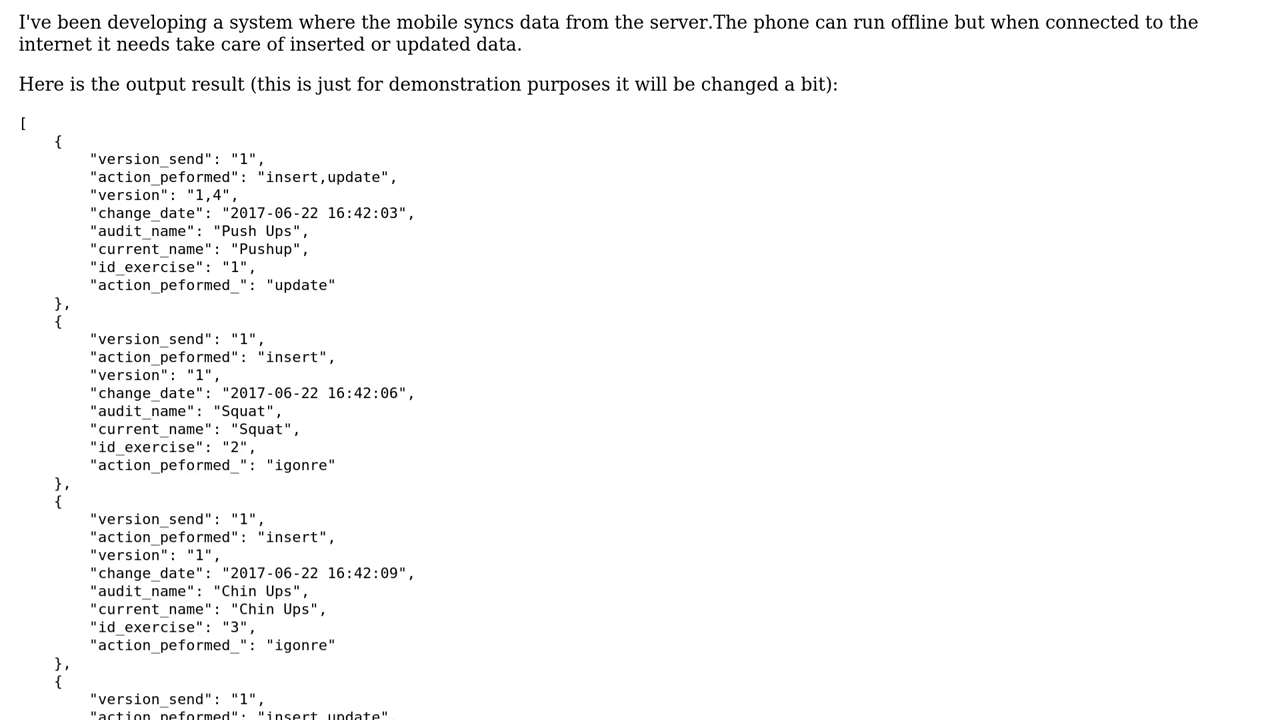 I've been developing a system where the mobile syncs data from the server.The phone can run offline but when connected to the
internet it needs take care of inserted or updated data.
Here is the output result (this is just for demonstration purposes it will be changed a bit):
[
    {
        "version_send": "1",
        "action_peformed": "insert,update",
        "version": "1,4",
        "change_date": "2017-06-22 16:42:03",
        "audit_name": "Push Ups",
        "current_name": "Pushup",
        "id_exercise": "1",
        "action_peformed_": "update"
    },
    {
        "version_send": "1",
        "action_peformed": "insert",
        "version": "1",
        "change_date": "2017-06-22 16:42:06",
        "audit_name": "Squat",
        "current_name": "Squat",
        "id_exercise": "2",
        "action_peformed_": "igonre"
    },
    {
        "version_send": "1",
        "action_peformed": "insert",
        "version": "1",
        "change_date": "2017-06-22 16:42:09",
        "audit_name": "Chin Ups",
        "current_name": "Chin Ups",
        "id_exercise": "3",
        "action_peformed_": "igonre"
    },
    {
        "version_send": "1",
        "action_peformed": "insert,update",